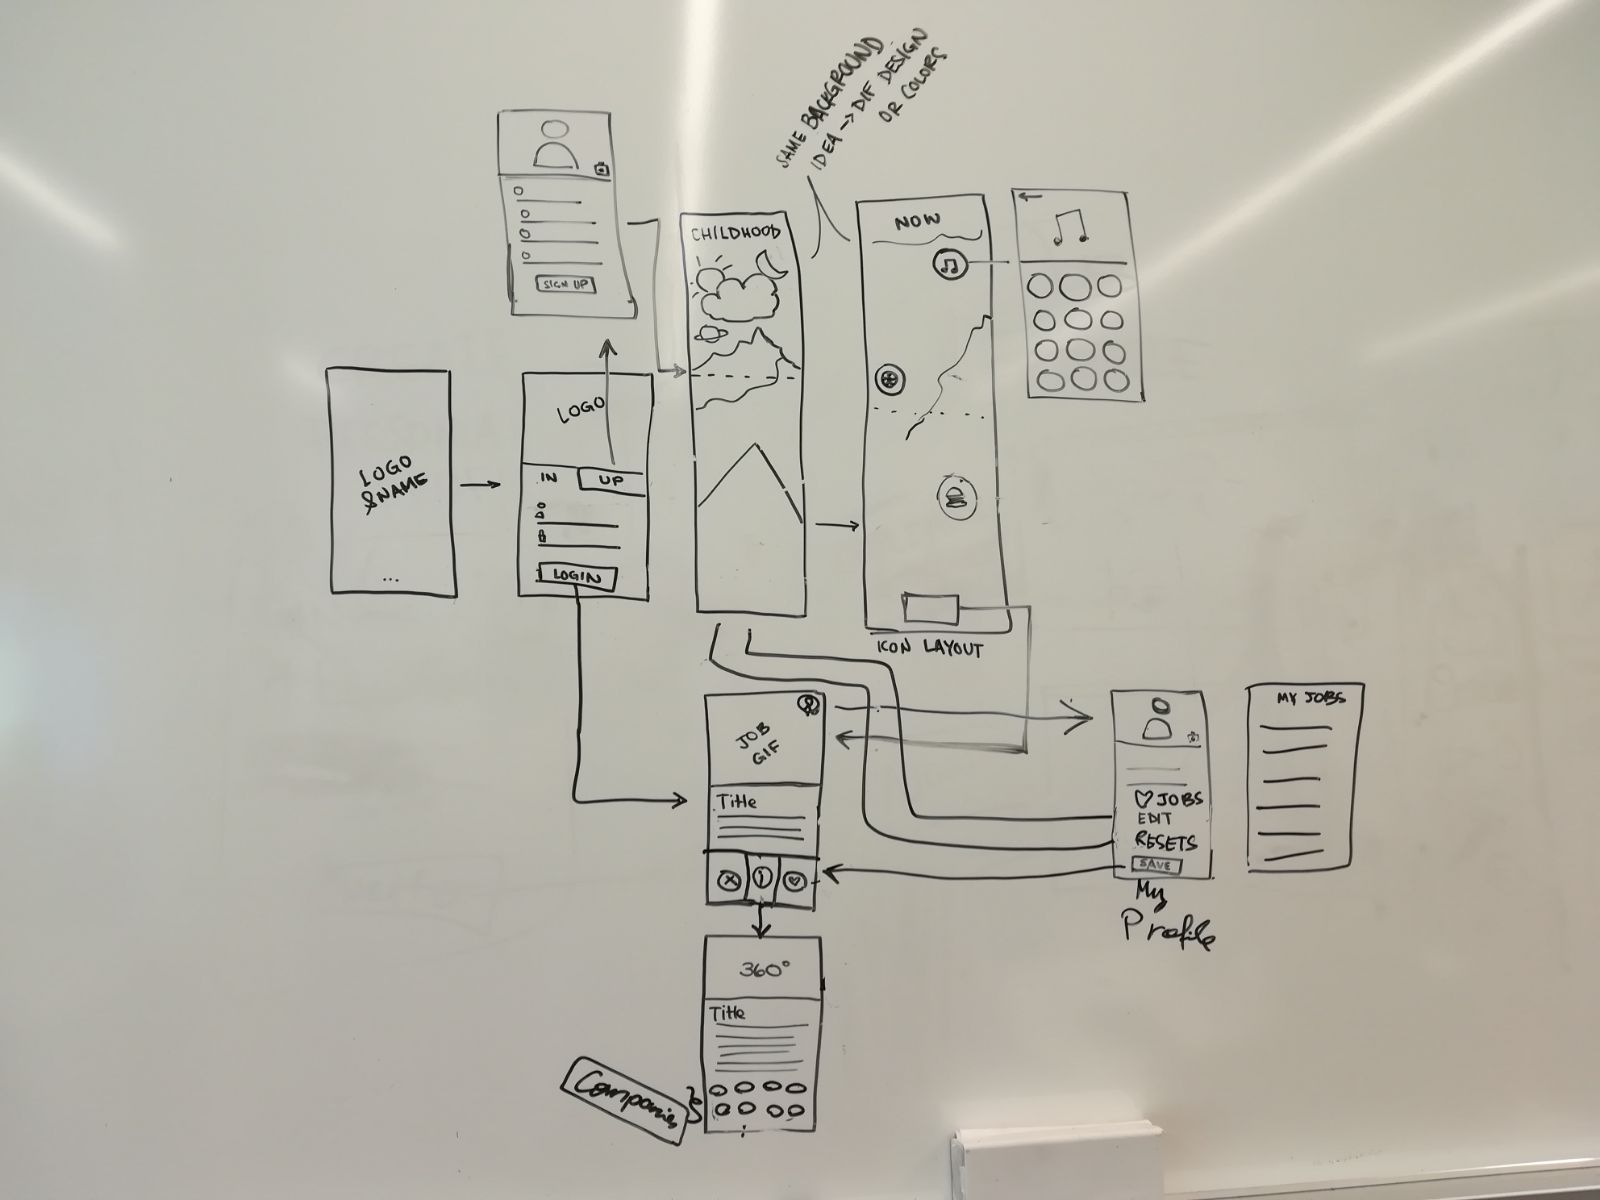 SAME BACKGROUND
IDEA -> DIF DESIGN
OR COLORS
SIGN UP
CHILDHOOD
NOW
LOGO
& NAME
...
LOGO
IN
UP
LOGIN
ICON LAYOUT
JOB
GIF
Title
i
JOBS
EDIT
RESETS
SAVE
My
Profile
MY JOBS
360°
Title
Companies